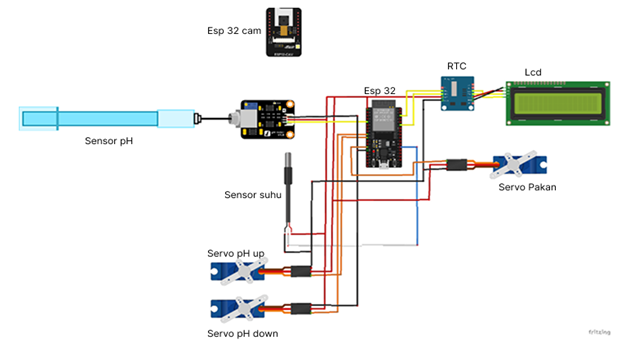 Esp 32 cam
RTC
Lcd
Esp 32
Sensor pH
Sensor suhu
Servo Pakan
Servo pH up
Servo pH down
fritzing